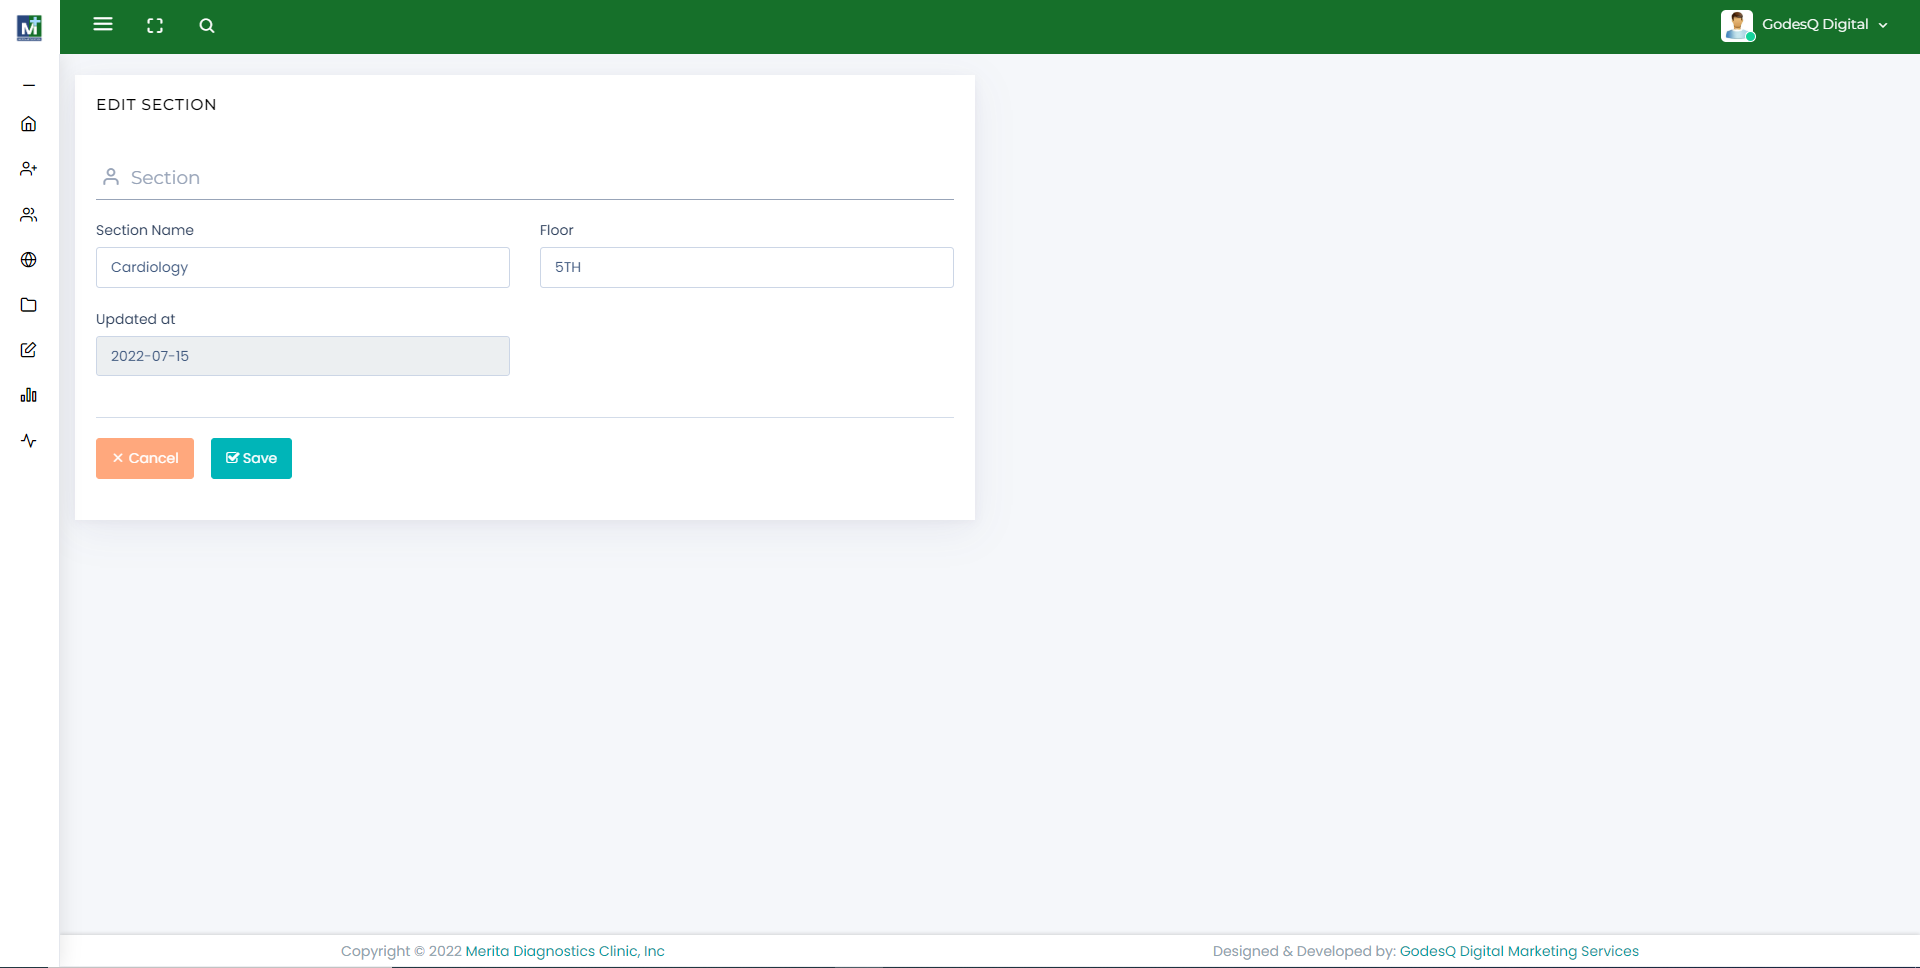 M
GodesQ Digital
EDIT SECTION
Section
Section Name
Floor
Cardiology
5TH
Updated at
2022-07-15
Cancel
Save
Copyright © 2022 Merita Diagnostics Clinic, Inc
Designed & Developed by: GodesQ Digital Marketing Services